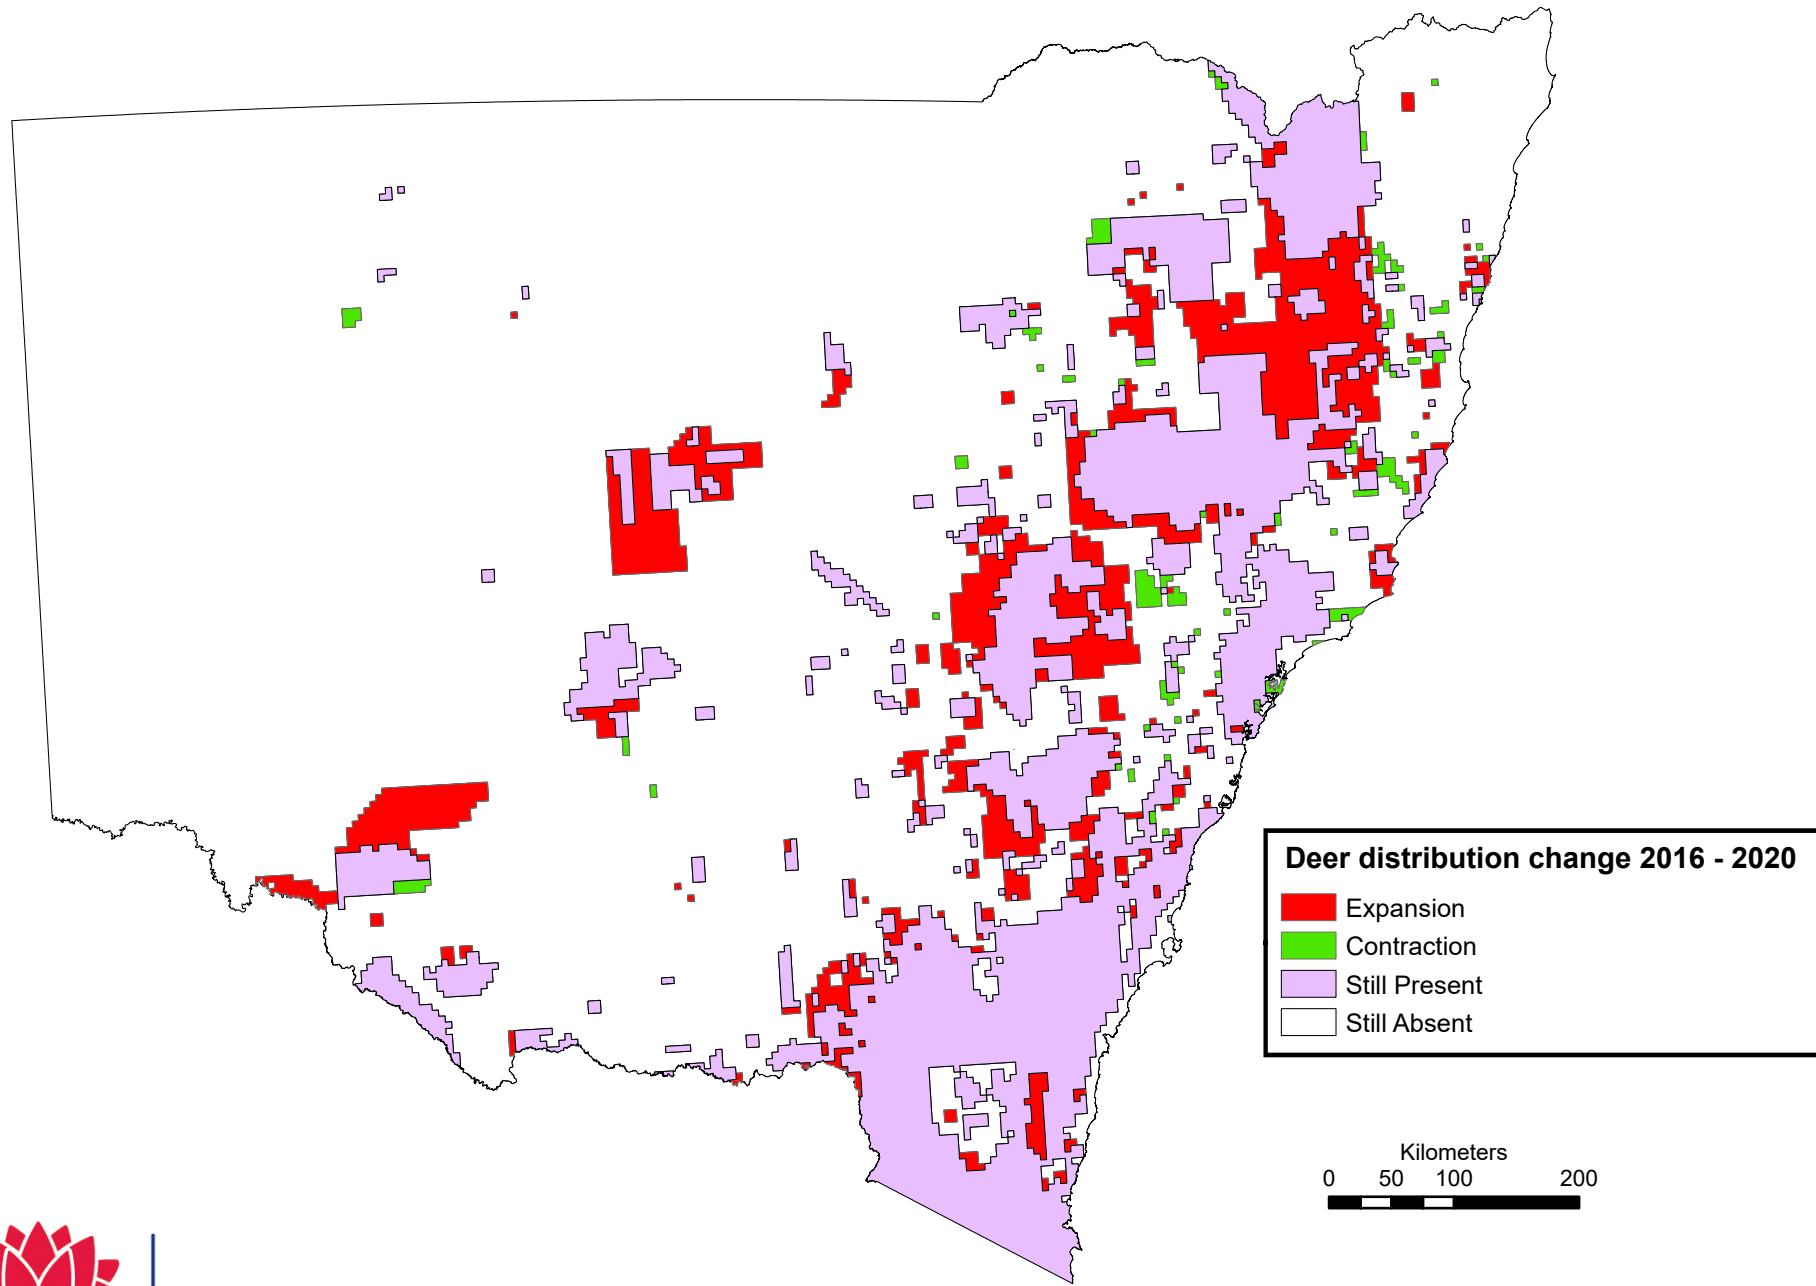 Deer distribution change 2016 - 2020
Expansion
Contraction
Still Present
Still Absent
Kilometers
0 50 100 200